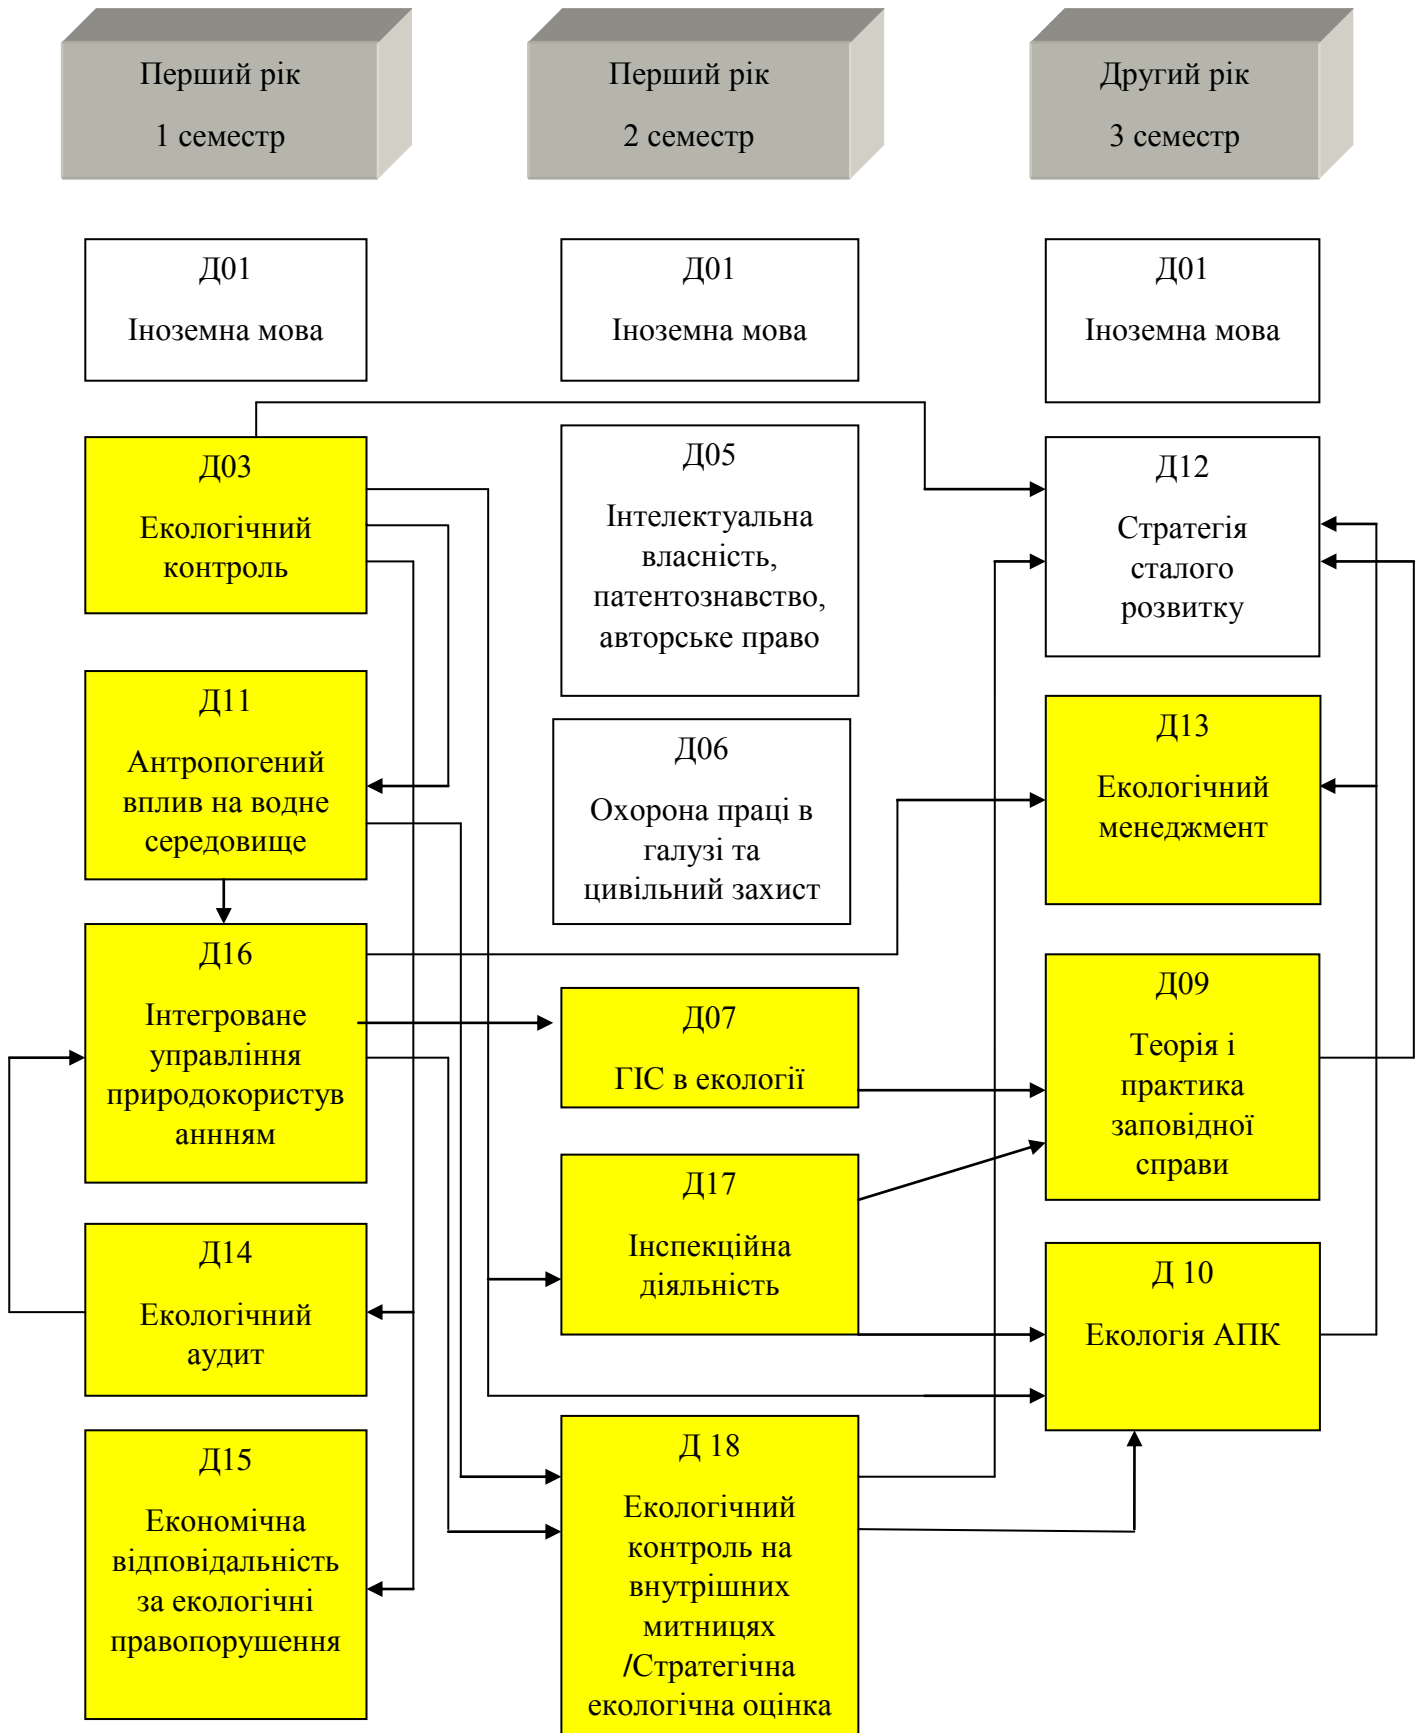 Перший рік
1 семестр
Перший рік
2 семестр
Другий рік
3 семестр
Д01
Іноземна мова
Д03
Екологічний
контроль
Д11
Антропогений
вплив на водне
середовище
Д16
Інтегроване
управління
природокористув
аннням
Д14
Екологічний
аудит
Д15
Економічна
відповідальність
за екологічні
правопорушення
Д01
Іноземна мова
Д05
Інтелектуальна
власність,
патентознавство,
авторське право
Д06
Охорона праці в
галузі та
цивільний захист
Д07
ГІС в екології
Д17
Інспекційна
діяльність
Д 18
Екологічний
контроль на
внутрішних
митницях
/Стратегічна
екологічна оцінка
Д01
Іноземна мова
Д12
Стратегія
сталого
розвитку
Д13
Екологічний
менеджмент
Д09
Теорія і
практика
заповідної
справи
Д 10
Екологія АПК